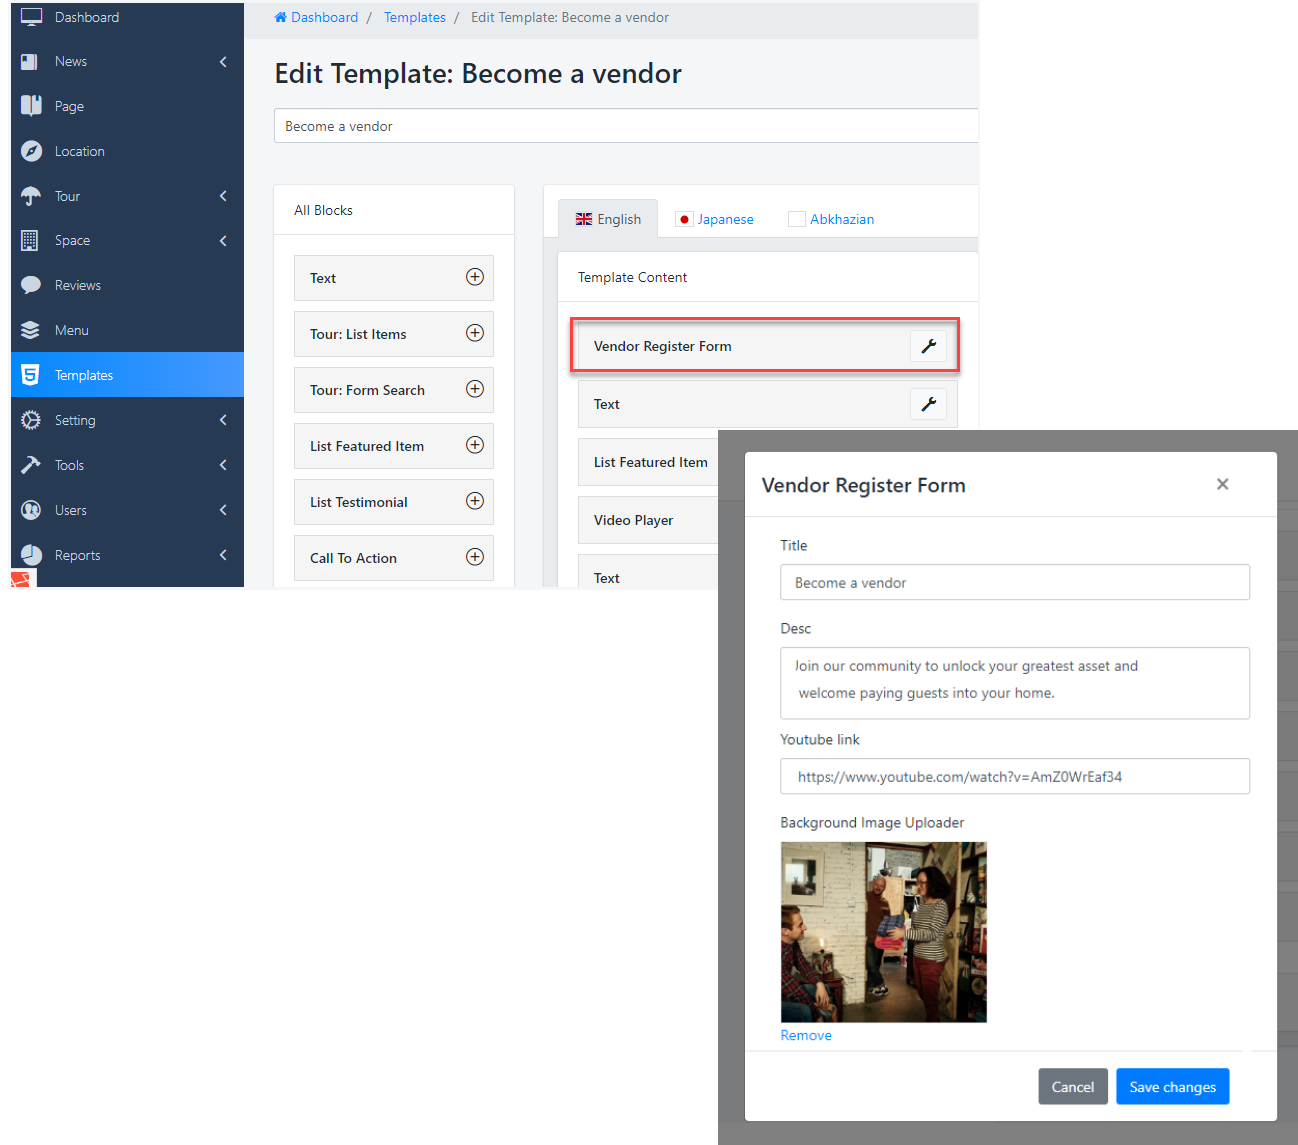 Dashboard
News
Page
Location
Tour
Space
Reviews
Menu
Templates
Setting
Tools
Users
Reports
Dashboard / Templates / Edit Template: Become a vendor
Edit Template: Become a vendor
Become a vendor
All Blocks
Text
Tour: List Items
Tour: Form Search
List Featured Item
List Testimonial
Call To Action
English Japanese Abkhazian
Template Content
Vendor Register Form
Text
List Featured Item
Video Player
Text
Vendor Register Form
Title
Become a vendor
Desc
Join our community to unlock your greatest asset and
welcome paying guests into your home.
Youtube link
https://www.youtube.com/watch?v=AmZ0WrEaf34
Background Image Uploader
Remove
Cancel Save changes